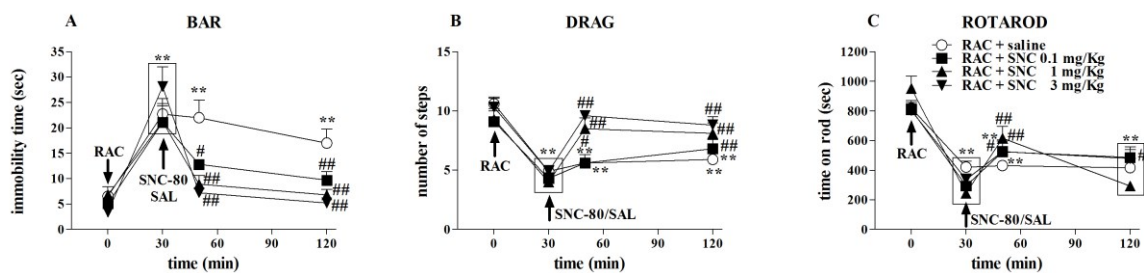 A BAR
immobility time (sec)
35
30
25
20
15
10
5
0
**
**
**
RAC
#
##
##
##
##
##
SNC-80
SAL
0 30 60 90 120
time (min)
B DRAG
number of steps
15
10
5
0
**
##
##
#
**
**
##
##
##
**
RAC
SNC-80/SAL
0 30 60 90 120
time (min)
C ROTAROD
time on rod (sec)
1200
1000
800
600
400
200
0
RAC + saline
RAC + SNC 0.1 mg/Kg
RAC + SNC 1 mg/Kg
RAC + SNC 3 mg/Kg
RAC
**
##
**
##
#
**
**
#
SNC-80/SAL
0 30 60 90 120
time (min)